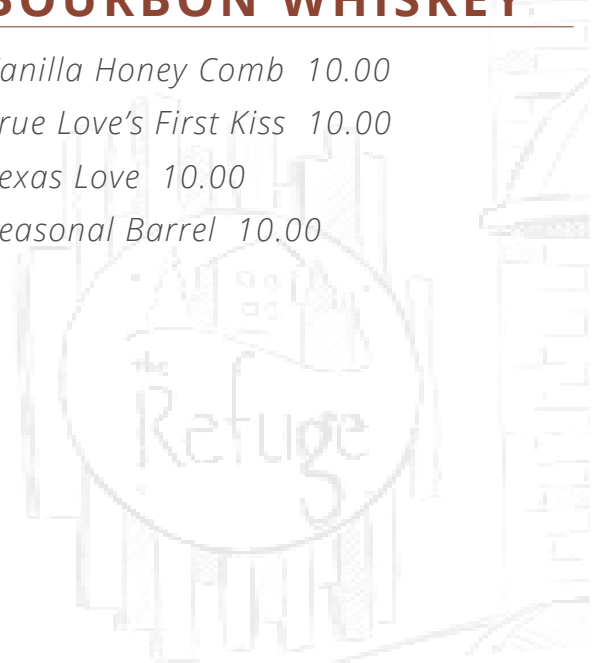 BOURBON WHISKEY
anilla Honey Comb 10.00
rue Love’s First Kiss 10.00
exas Love 10.00
easonal Barrel 10.00
the
Refuge